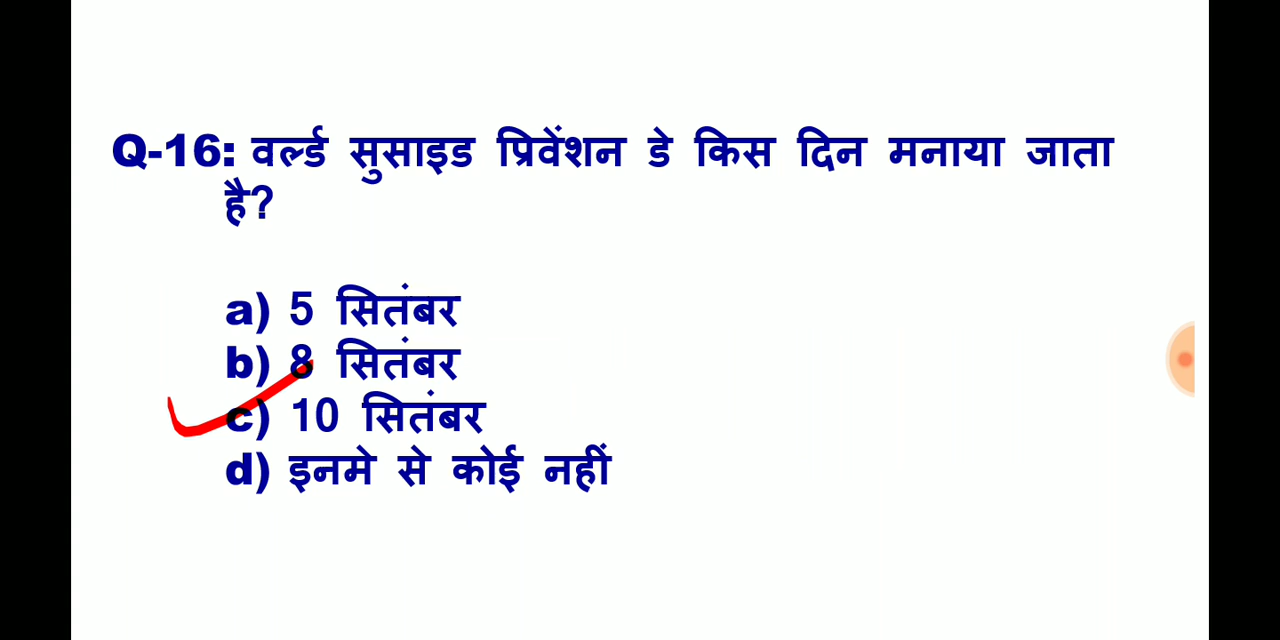 Q-16: वर्ल्ड सुसाइड प्रिवेंशन डे किस दिन मनाया जाता
है?
a) 5 सितंबर
b) 8 सितंबर
c) 10 सितंबर
d) इनमे से कोई नहीं